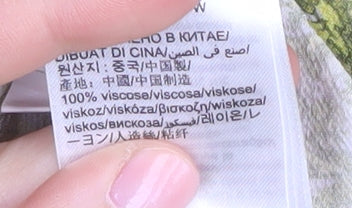 W
ЕНО В КИТАЕ/
DIBUAT DI CINA/صنع في الصين/
원산지 : 중국/中国製/
產地: 中國/中国制造
100% viscose/viscosa/viskose/
viskoz/viskóza/βισκόζη/wiskoza/
viskos/вискоза/فيسكوز/레이온/レ
ーヨン/人造絲/粘纤